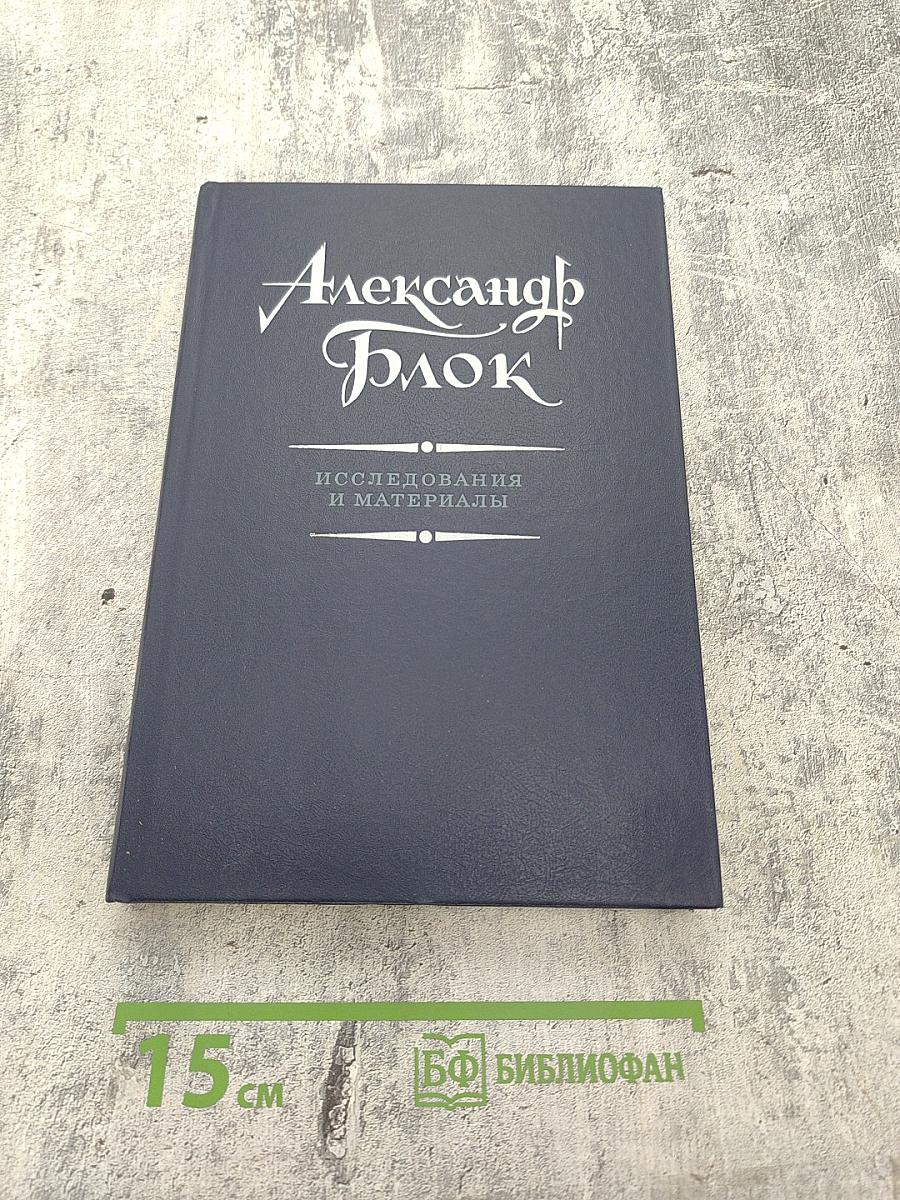 Александр
Блок
ИССЛЕДОВАНИЯ
И МАТЕРИАЛЫ
15 см
БФ БИБЛИОФАН